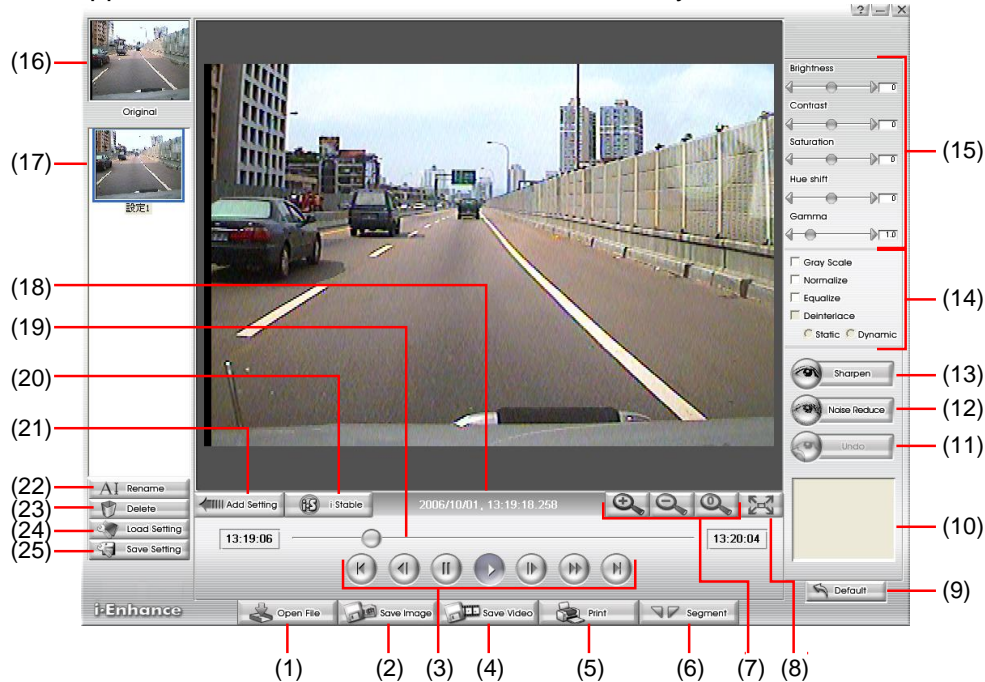 (16)
Original
(17)
設定1
Brightness
0
Contrast
0
Saturation
0
Hue shift
0
Gamma
1.0
(15)
Gray Scale
Normalize
Equalize
Deinterlace
Static Dynamic
(14)
(18)
(19)
(20)
(21)
Sharpen
(13)
Noise Reduce
(12)
Undo
(11)
(22)
AI Rename
(23)
Delete
(24)
Load Setting
(25)
Save Setting
Add Setting
i-Stable
2006/10/01, 13:19:18.258
(10)
13:19:06
13:20:04
Default
(9)
i-Enhance
Open File
Save Image
Save Video
Print
Segment
(1) (2) (3) (4) (5) (6) (7) (8)